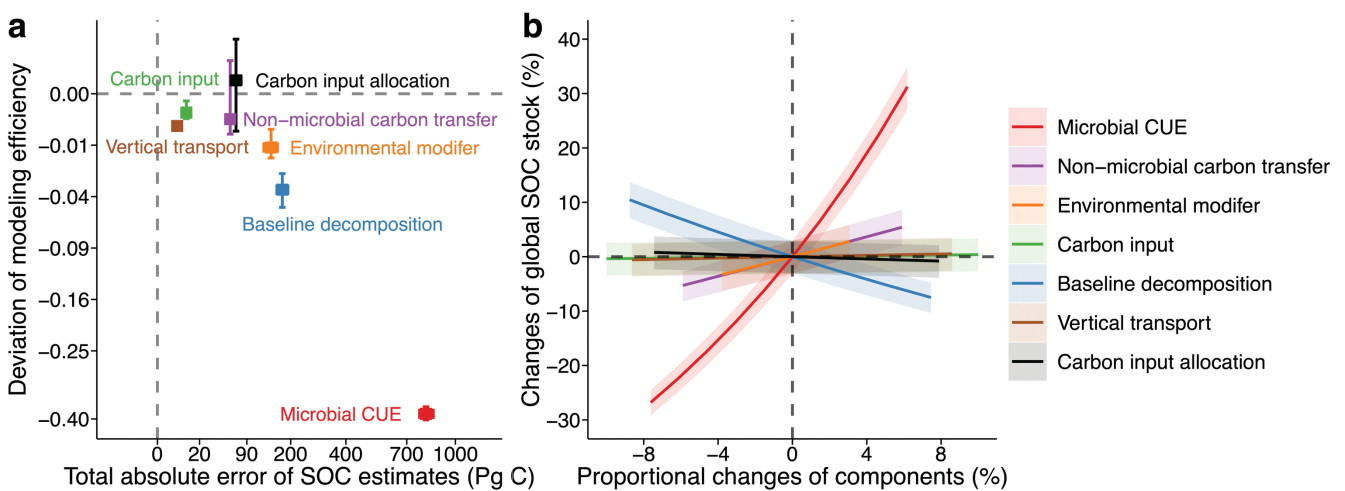 a
Deviation of modeling efficiency
0.00
−0.01
−0.04
−0.09
−0.16
−0.25
−0.40
Carbon input
Carbon input allocation
Non−microbial carbon transfer
Vertical transport
Environmental modifer
Baseline decomposition
Microbial CUE
0 20 90 200 400 700 1000
Total absolute error of SOC estimates (Pg C)
b
Changes of global SOC stock (%)
40
30
20
10
0
−10
−20
−30
−8 −4 0 4 8
Proportional changes of components (%)
Microbial CUE
Non−microbial carbon transfer
Environmental modifer
Carbon input
Baseline decomposition
Vertical transport
Carbon input allocation